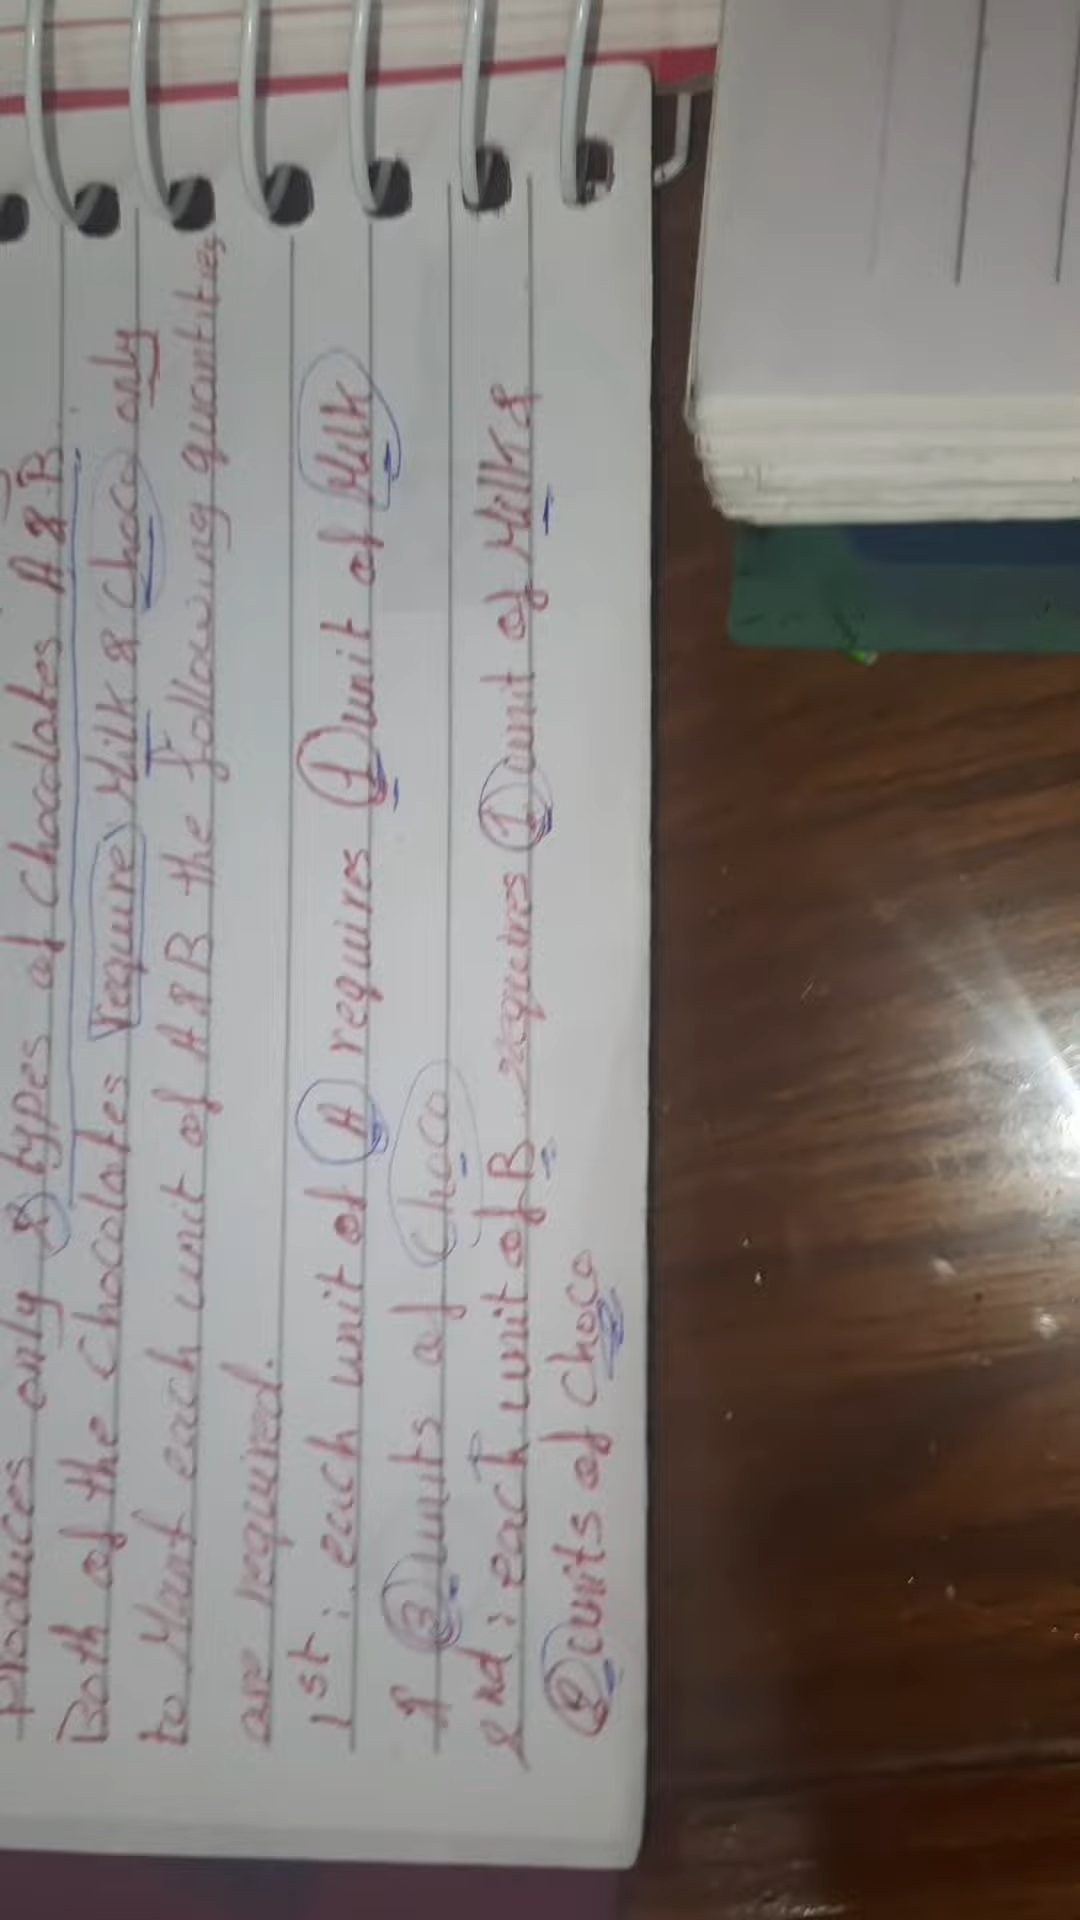 Produces only 2 types of Chocolates A & B.
Both of the Chocolates require Milk & Choco only
to Manf each unit of A & B the following quantities
are required.
1st : each unit of A requires 1 unit of Milk
& 3 units of Choco
2nd : each unit of B requires 1 unit of Milk &
2 units of Choco